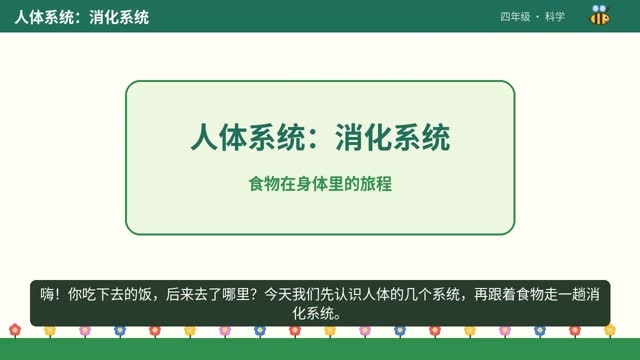 人体系统：消化系统
四年级 · 科学
人体系统：消化系统
食物在身体里的旅程
嗨！你吃下去的饭，后来去了哪里？今天我们先认识人体的几个系统，再跟着食物走一趟消
化系统。